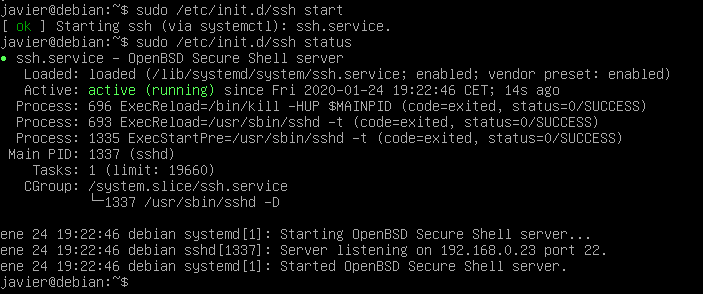 javier@debian:~$ sudo /etc/init.d/ssh start
[ ok ] Starting ssh (via systemctl): ssh.service.
javier@debian:~$ sudo /etc/init.d/ssh status
● ssh.service - OpenBSD Secure Shell server
   Loaded: loaded (/lib/systemd/system/ssh.service; enabled; vendor preset: enabled)
   Active: active (running) since Fri 2020-01-24 19:22:46 CET; 14s ago
  Process: 696 ExecReload=/bin/kill -HUP $MAINPID (code=exited, status=0/SUCCESS)
  Process: 693 ExecReload=/usr/sbin/sshd -t (code=exited, status=0/SUCCESS)
  Process: 1335 ExecStartPre=/usr/sbin/sshd -t (code=exited, status=0/SUCCESS)
 Main PID: 1337 (sshd)
    Tasks: 1 (limit: 19660)
   CGroup: /system.slice/ssh.service
           └─1337 /usr/sbin/sshd -D
ene 24 19:22:46 debian systemd[1]: Starting OpenBSD Secure Shell server...
ene 24 19:22:46 debian sshd[1337]: Server listening on 192.168.0.23 port 22.
ene 24 19:22:46 debian systemd[1]: Started OpenBSD Secure Shell server.
javier@debian:~$